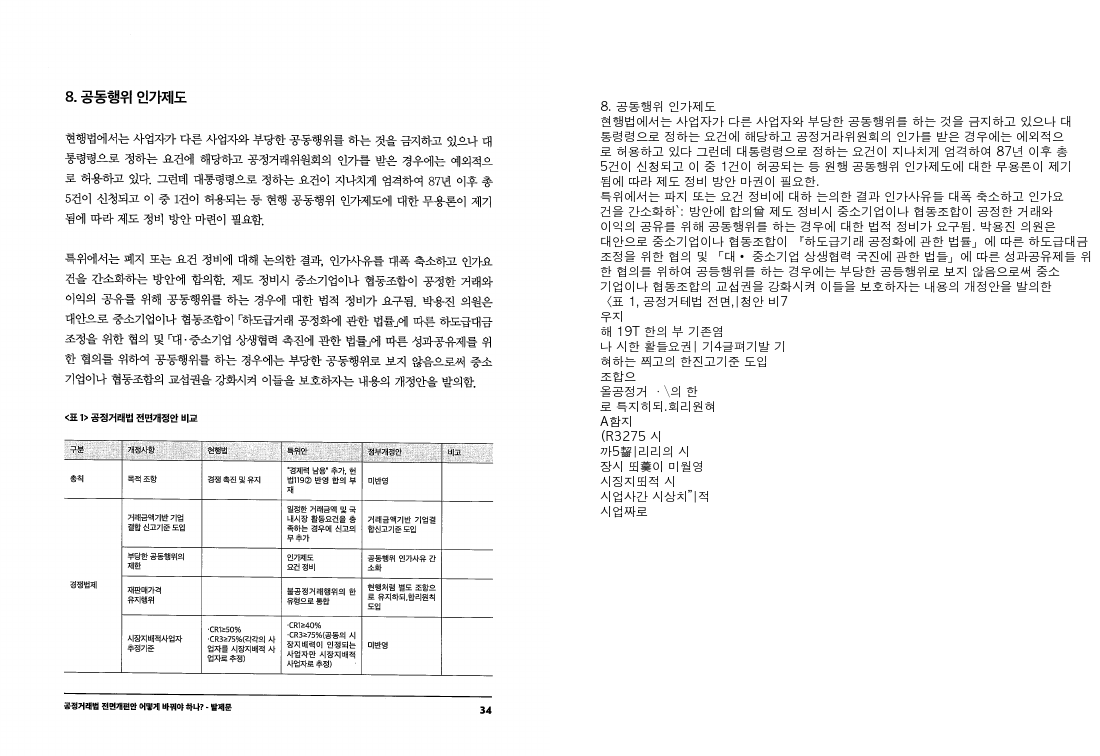 8. 공동행위 인가제도
현행법에서는 사업자가 다른 사업자와 부당한 공동행위를 하는 것을 금지하고 있으나 대
통령령으로 정하는 요건에 해당하고 공정거래위원회의 인가를 받은 경우에는 예외적으
로 허용하고 있다. 그런데 대통령령으로 정하는 요건이 지나치게 엄격하여 87년 이후 총
5건이 신청되고 이 중 1건이 허용되는 등 현행 공동행위 인가제도에 대한 무용론이 제기
됨에 따라 제도 정비 방안 마련이 필요함.
특위에서는 폐지 또는 요건 정비에 대해 논의한 결과, 인가사유를 대폭 축소하고 인가요
건을 간소화하는 방안에 합의함. 제도 정비시 중소기업이나 협동조합이 공정한 거래와
이익의 공유를 위해 공동행위를 하는 경우에 대한 법적 정비가 요구됨. 박용진 의원은
대안으로 중소기업이나 협동조합이 「하도급거래 공정화에 관한 법률」에 따른 하도급대금
조정을 위한 협의 및 「대·중소기업 상생협력 촉진에 관한 법률」에 따른 성과공유제를 위
한 협의를 위하여 공동행위를 하는 경우에는 부당한 공동행위로 보지 않음으로써 중소
기업이나 협동조합의 교섭권을 강화시켜 이들을 보호하자는 내용의 개정안을 발의함.
<표 1> 공정거래법 전면개정안 비교
구분 개정사항 현행법 특위안 정부개정안 비고
총칙 목적 조항 경쟁 촉진 및 유지 "경제력 남용" 추가, 헌
법119② 반영 합의 부
재 미반영
경쟁법제
거래금액기반 기업
결합 신고기준 도입
일정한 거래금액 및 국
내시장 활동요건을 충
족하는 경우에 신고의
무 추가
거래금액기반 기업결
합신고기준 도입
부당한 공동행위의
제한
인가제도
요건 정비
공동행위 인가사유 간
소화
재판매가격
유지행위
불공정거래행위의 한
유형으로 통합
현행처럼 별도 조항으
로 유지하되,합리원칙
도입
시장지배적사업자
추정기준
·CR1≥50%
·CR3≥75%(각각의 사
업자를 시장지배적 사
업자로 추정)
·CR1≥40%
·CR3≥75%(공동의 시
장지배력이 인정되는
사업자만 시장지배적
사업자로 추정)
미반영
공정거래법 전면개편안 어떻게 바꿔야 하나? - 발제문
34
8. 공동행위 인가제도
현행법에서는 사업자가 다른 사업자와 부당한 공동행위를 하는 것을 금지하고 있으나 대
통령령으로 정하는 요건에 해당하고 공정거라위원회의 인가를 받은 경우에는 예외적으
로 허용하고 있다 그런데 대통령령으로 정하는 요건이 지나치게 엄격하여 87년 이후 총
5건이 신청되고 이 중 1건이 허공되는 등 원행 공동행위 인가제도에 대한 무용론이 제기
됨에 따라 제도 정비 방안 마권이 필요한.
특위에서는 파지 또는 요건 정비에 대하 논의한 결과 인가사유들 대폭 축소하고 인가요
건을 간소화하`: 방안에 합의할 제도 정비시 중소기업이나 협동조합이 공정한 거래와
이익의 공유를 위해 공동행위를 하는 경우에 대한 법적 정비가 요구됨. 박용진 의원은
대안으로 중소기업이나 협동조합이 『하도급기래 공정화에 관한 법률」에 따른 하도급대금
조정을 위한 협의 및 「대• 중소기업 상생협력 국진에 관한 법들」에 따른 성과공유제들 위
한 협의를 위하여 공등행위를 하는 경우에는 부당한 공등행위로 보지 않음으로써 중소
기업이나 협동조합의 교섭권을 강화시켜 이들을 보호하자는 내용의 개정안을 발의한
〈표 1, 공정거테법 전면,|청안 비7
우지
해 19T 한의 부 기존염
나 시한 활들요권| 기4글펴기발 기
혀하는 픽고의 한진고기준 도입
조합으
올공정거 ·\의 한
로 특지히되.회리원혀
A함지
(R3275 시
까5髷|리리의 시
장시 뙤羹이 미월영
시징지뙤적 시
시업사간 시상치”|적
시업짜로